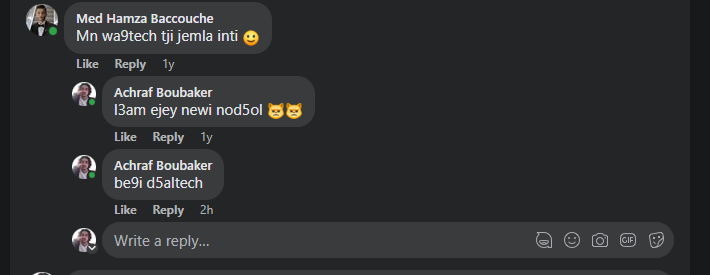 Med Hamza Baccouche
Mn wa9tech tji jemla inti 🙂
Like Reply 1y
Achraf Boubaker
l3am ejey newi nod5ol 😾😾
Like Reply 1y
Achraf Boubaker
be9i d5altech
Like Reply 2h
Write a reply...
GIF